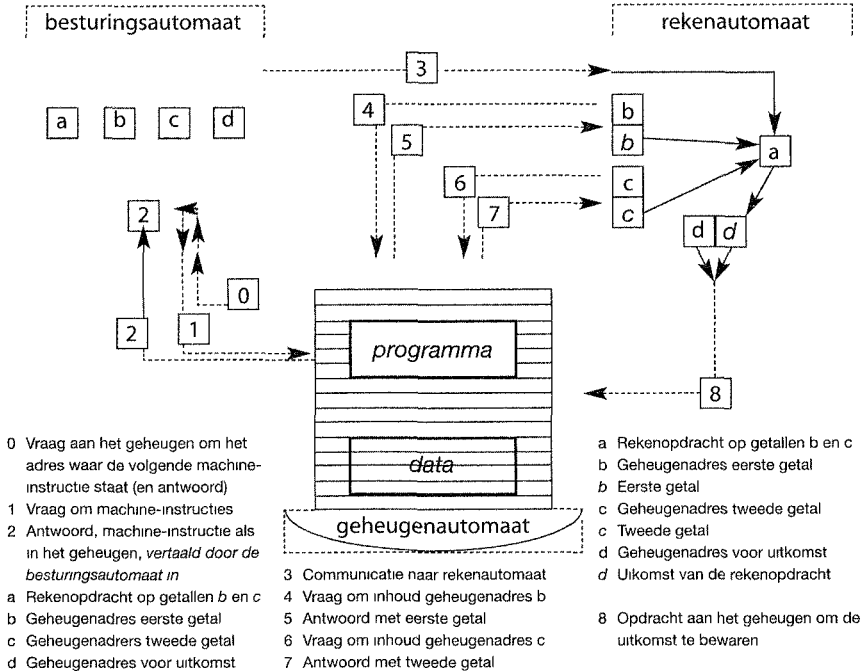 besturingsautomaat
rekenautomaat
3
a b c d
4
5
b
b
a
6
7
c
c
2
d d
0
2
1
programma
8
data
geheugenautomaat
0 Vraag aan het geheugen om het
adres waar de volgende machine-
instructie staat (en antwoord)
1 Vraag om machine-instructies
2 Antwoord, machine-instructie als
in het geheugen, vertaald door de
besturingsautomaat in
a Rekenopdracht op getallen b en c
b Geheugenadres eerste getal
c Geheugenadrers tweede getal
d Geheugenadres voor uitkomst
3 Communicatie naar rekenautomaat
4 Vraag om inhoud geheugenadres b
5 Antwoord met eerste getal
6 Vraag om inhoud geheugenadres c
7 Antwoord met tweede getal
a Rekenopdracht op getallen b en c
b Geheugenadres eerste getal
b Eerste getal
c Geheugenadres tweede getal
c Tweede getal
d Geheugenadres voor uitkomst
d Uikomst van de rekenopdracht
8 Opdracht aan het geheugen om de
uitkomst te bewaren